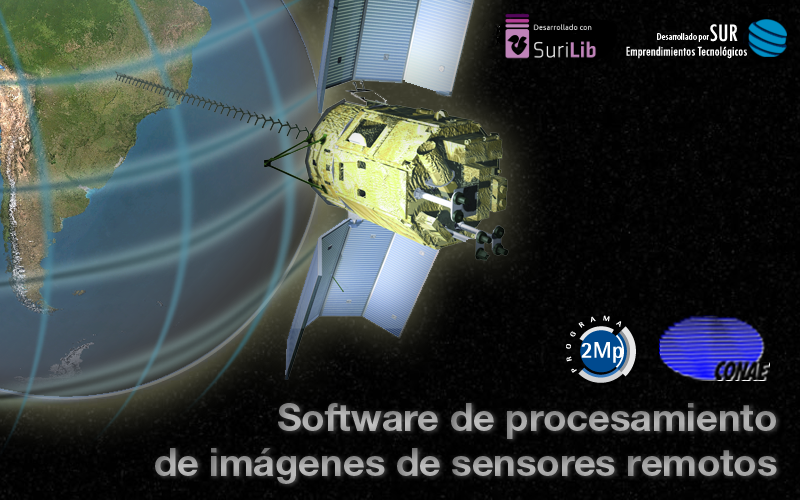 Desarrollado con
SuriLib
Desarrollado por SUR
Emprendimientos Tecnológicos
PROGRAMA
2Mp
CONAE
Software de procesamiento
de imágenes de sensores remotos